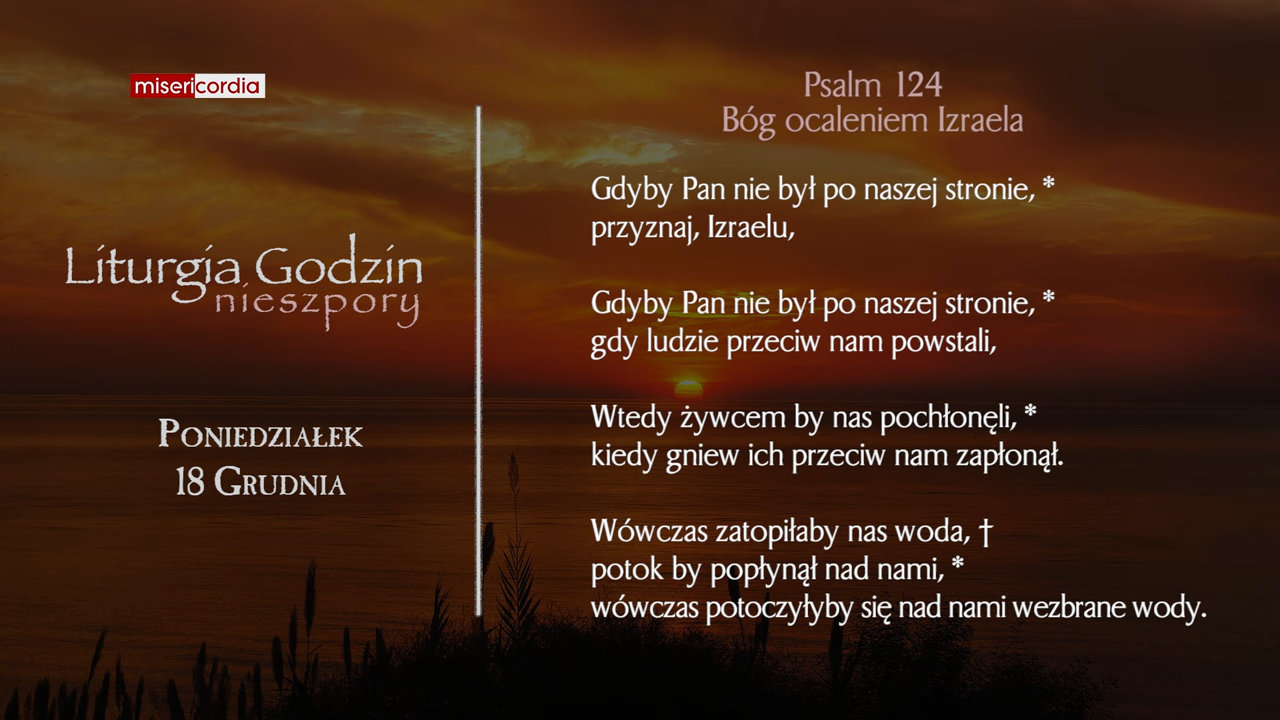 misericordia
Liturgia Godzin
nieszpory
Poniedziałek
18 Grudnia
Psalm 124
Bóg ocaleniem Izraela
Gdyby Pan nie był po naszej stronie, *
przyznaj, Izraelu,
Gdyby Pan nie był po naszej stronie, *
gdy ludzie przeciw nam powstali,
Wtedy żywcem by nas pochłonęli, *
kiedy gniew ich przeciw nam zapłonął.
Wówczas zatopiłaby nas woda, †
potok by popłynął nad nami, *
wówczas potoczyłyby się nad nami wezbrane wody.